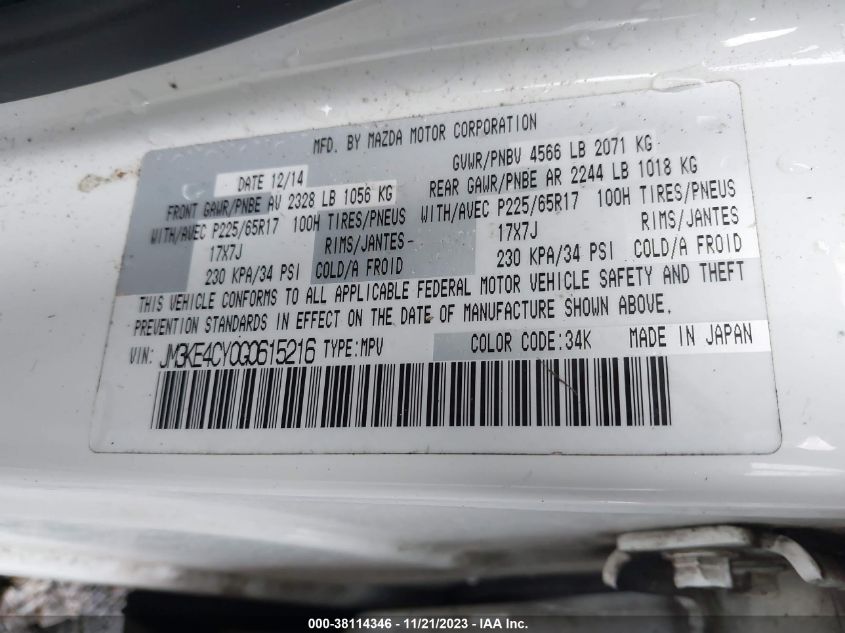 MFD. BY MAZDA MOTOR CORPORATION
DATE 12/14
GVWR/PNBV 4566 LB 2071 KG
FRONT GAWR/PNBE AV 2328 LB 1056 KG
REAR GAWR/PNBE AR 2244 LB 1018 KG
WITH/AVEC P225/65R17 100H TIRES/PNEUS
WITH/AVEC P225/65R17 100H TIRES/PNEUS
17X7J RIMS/JANTES
17X7J RIMS/JANTES
230 KPA/34 PSI COLD/A FROID
230 KPA/34 PSI COLD/A FROID
THIS VEHICLE CONFORMS TO ALL APPLICABLE FEDERAL MOTOR VEHICLE SAFETY AND THEFT
PREVENTION STANDARDS IN EFFECT ON THE DATE OF MANUFACTURE SHOWN ABOVE.
VIN: JM3KE4CY0G0615216 TYPE:MPV COLOR CODE:34K MADE IN JAPAN
000-38114346 — 11/21/2023 — IAA Inc.